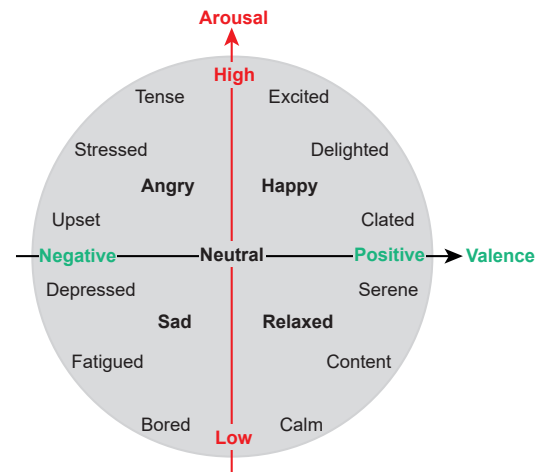 Arousal
High
Tense Excited
Stressed Delighted
Angry Happy
Upset Clated
Negative Neutral Positive Valence
Depressed Serene
Sad Relaxed
Fatigued Content
Bored Calm
Low